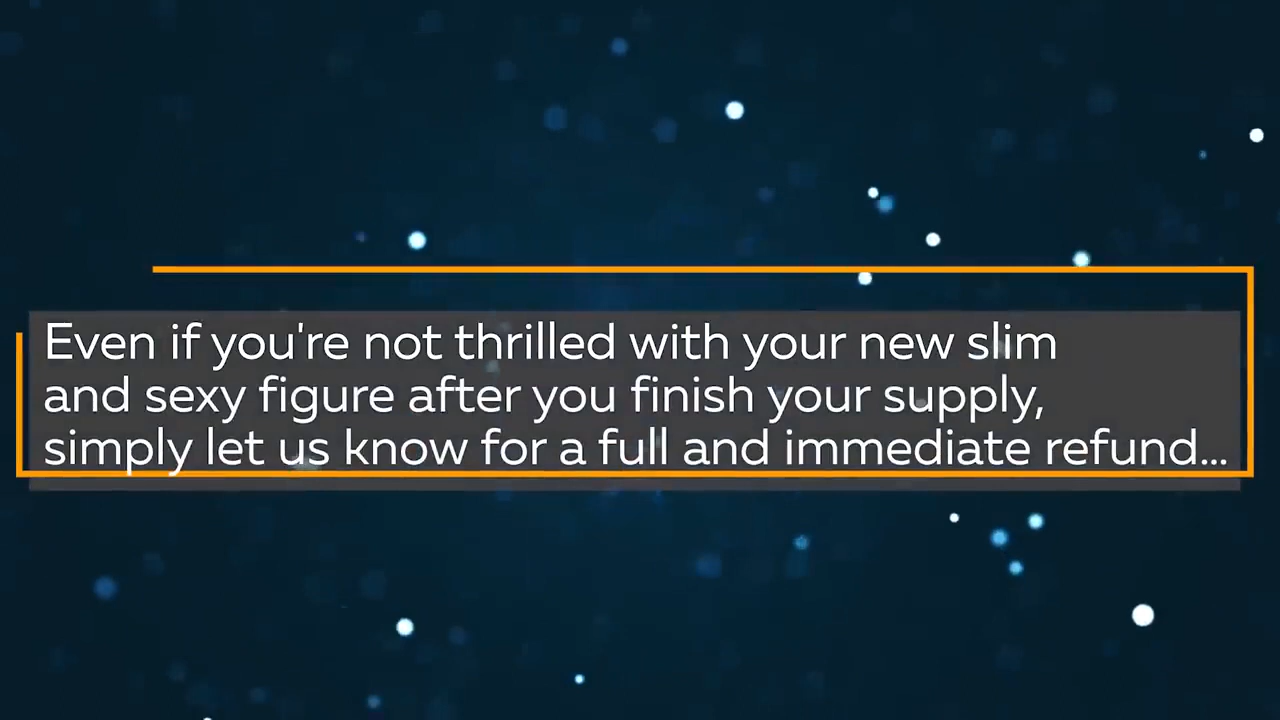 Even if you're not thrilled with your new slim
and sexy figure after you finish your supply,
simply let us know for a full and immediate refund...